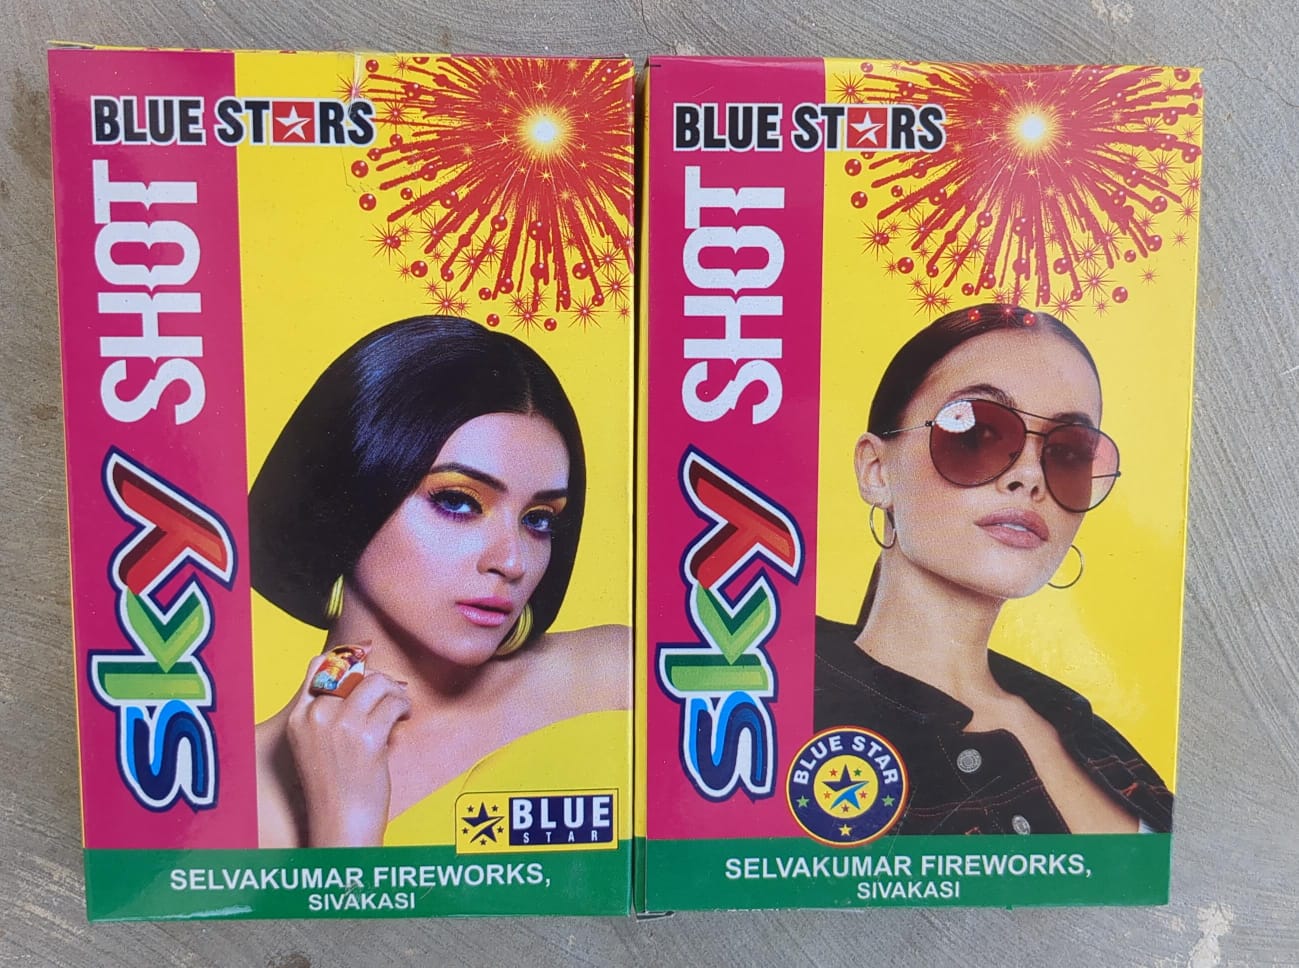 BLUE STARS
SKY SHOT
BLUE
STAR
SELVAKUMAR FIREWORKS,
SIVAKASI
BLUE STARS
SKY SHOT
BLUE STAR
SELVAKUMAR FIREWORKS,
SIVAKASI